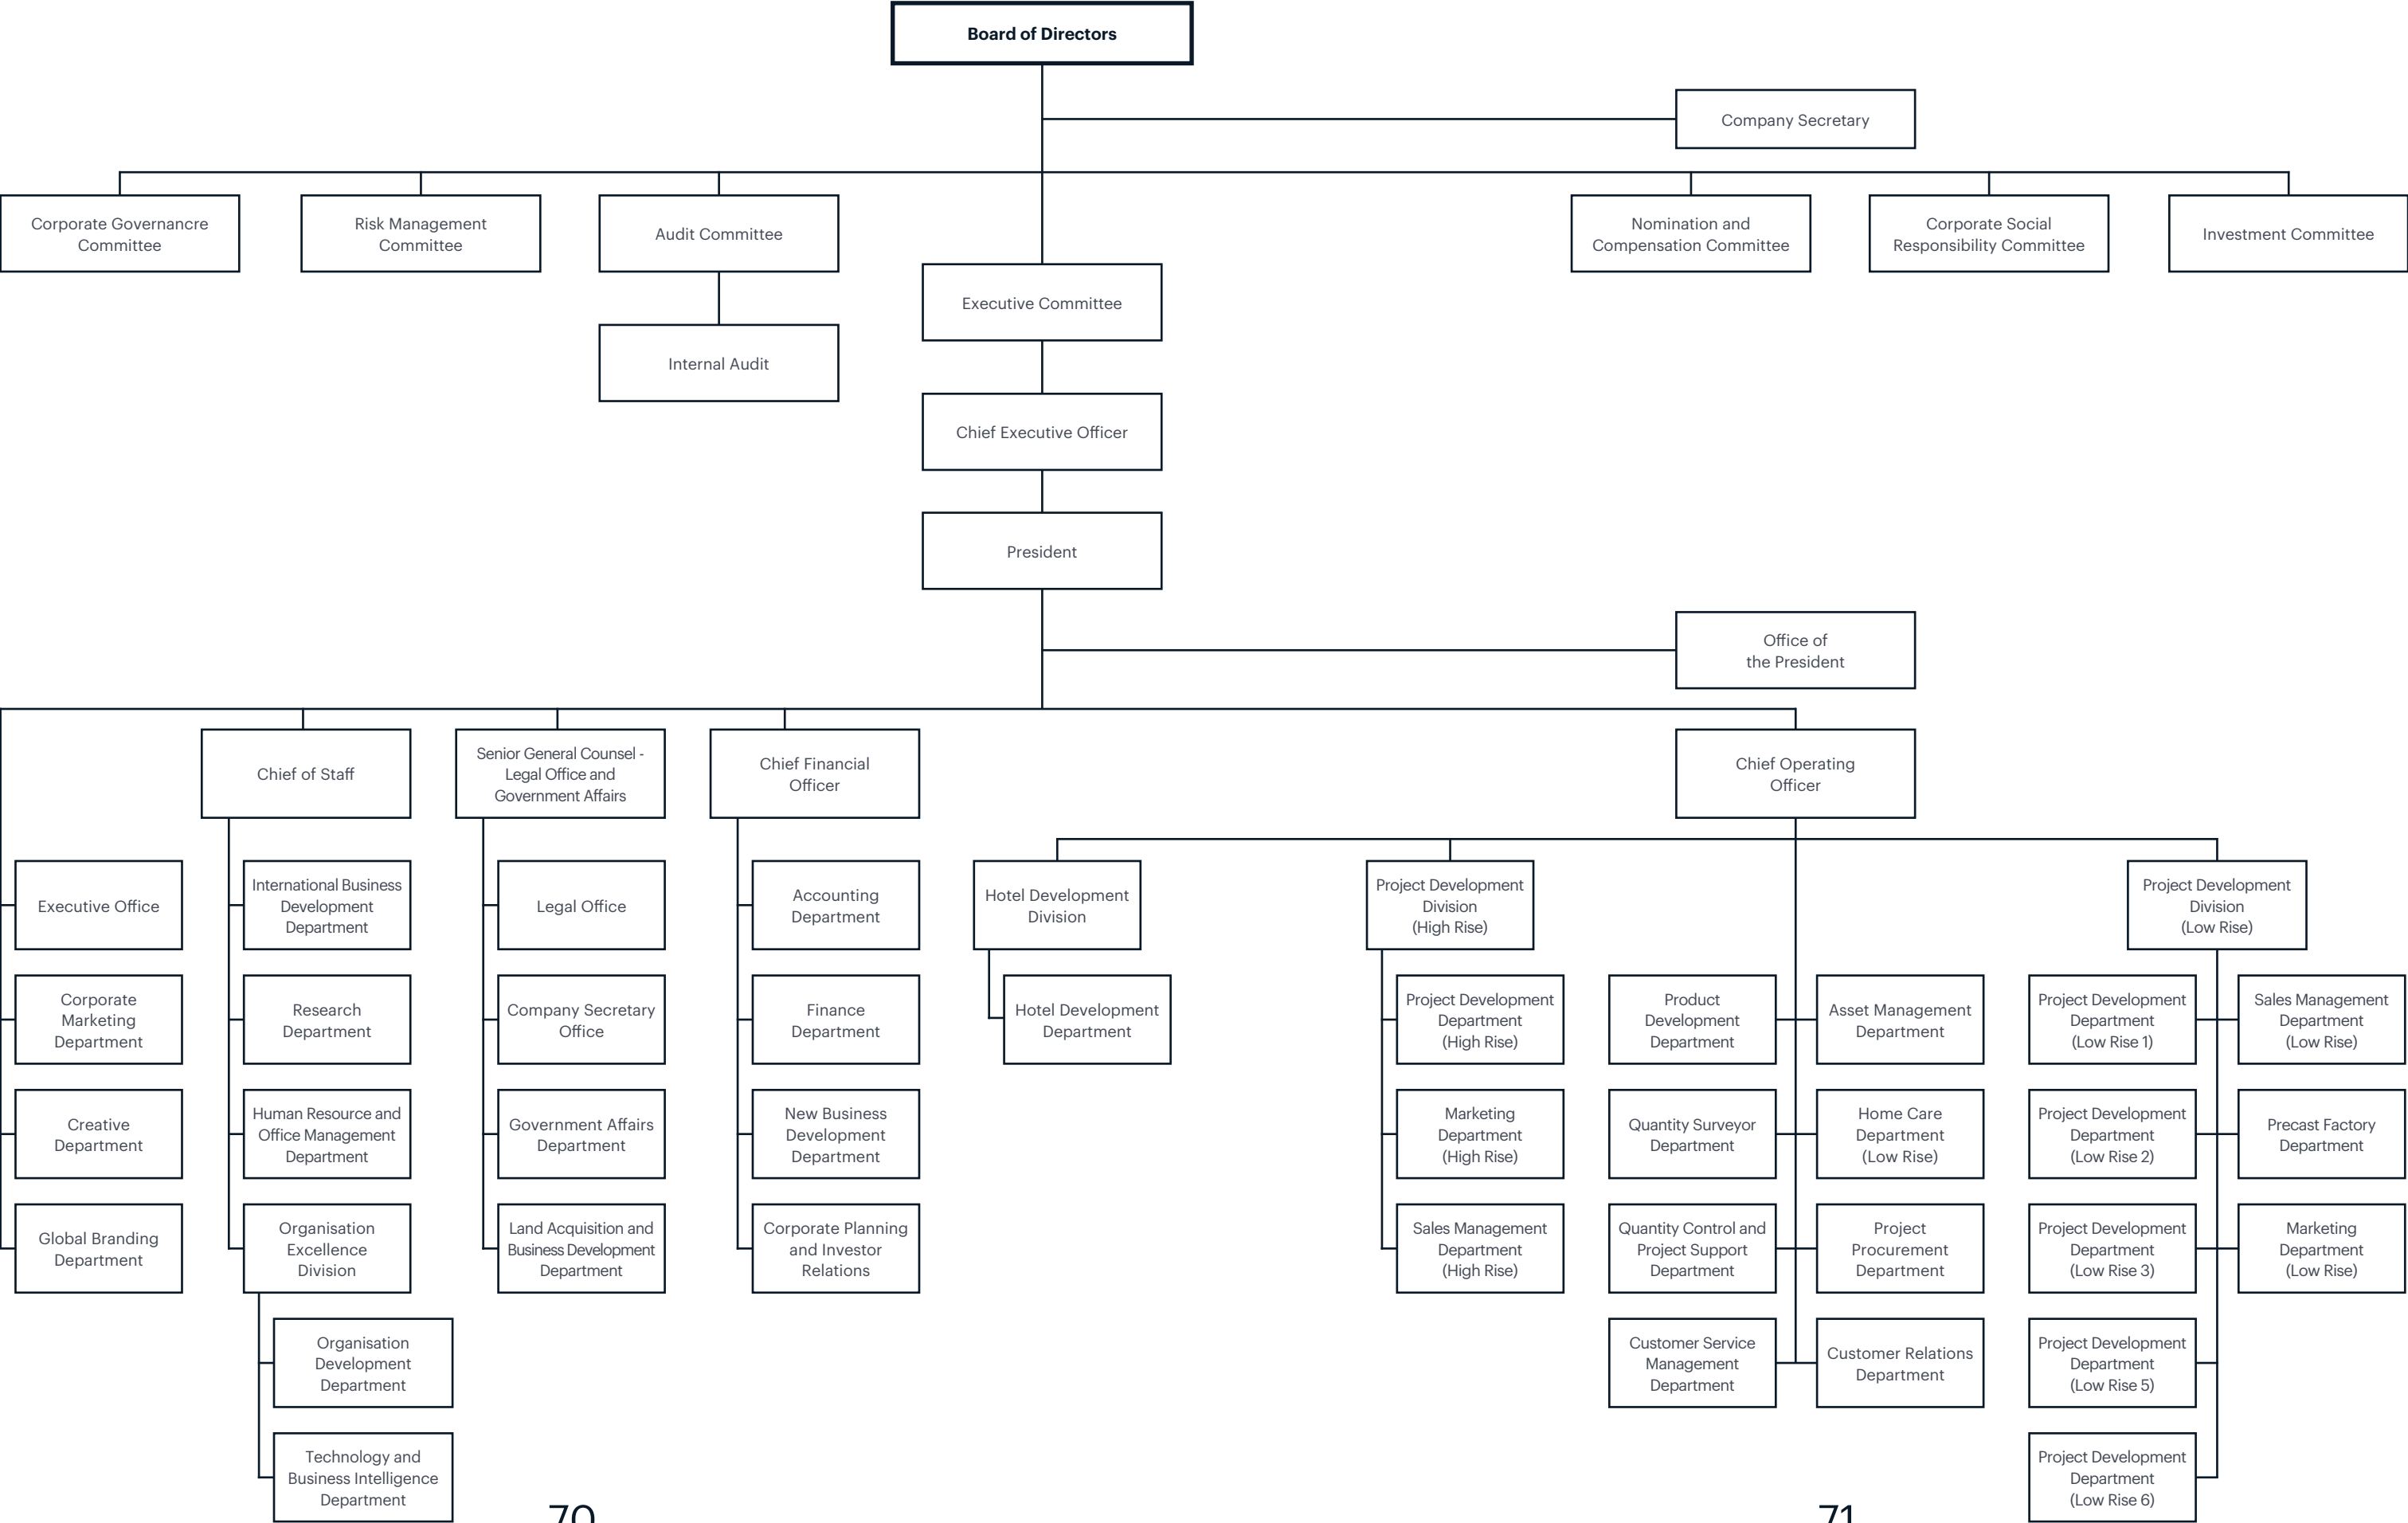 Board of Directors
Company Secretary
Corporate Governancre
Committee
Risk Management
Committee
Audit Committee
Nomination and
Compensation Committee
Corporate Social
Responsibility Committee
Investment Committee
Executive Committee
Internal Audit
Chief Executive Officer
President
Office of
the President
Chief of Staff
Senior General Counsel -
Legal Office and
Government Affairs
Chief Financial
Officer
Chief Operating
Officer
Executive Office
International Business
Development
Department
Legal Office
Accounting
Department
Hotel Development
Division
Project Development
Division
(High Rise)
Project Development
Division
(Low Rise)
Corporate
Marketing
Department
Research
Department
Company Secretary
Office
Finance
Department
Hotel Development
Department
Project Development
Department
(High Rise)
Product
Development
Department
Asset Management
Department
Project Development
Department
(Low Rise 1)
Sales Management
Department
(Low Rise)
Creative
Department
Human Resource and
Office Management
Department
Government Affairs
Department
New Business
Development
Department
Marketing
Department
(High Rise)
Quantity Surveyor
Department
Home Care
Department
(Low Rise)
Project Development
Department
(Low Rise 2)
Precast Factory
Department
Global Branding
Department
Organisation
Excellence
Division
Land Acquisition and
Business Development
Department
Corporate Planning
and Investor
Relations
Sales Management
Department
(High Rise)
Quantity Control and
Project Support
Department
Project
Procurement
Department
Project Development
Department
(Low Rise 3)
Marketing
Department
(Low Rise)
Organisation
Development
Department
Customer Service
Management
Department
Customer Relations
Department
Project Development
Department
(Low Rise 5)
Technology and
Business Intelligence
Department
Project Development
Department
(Low Rise 6)
70
71